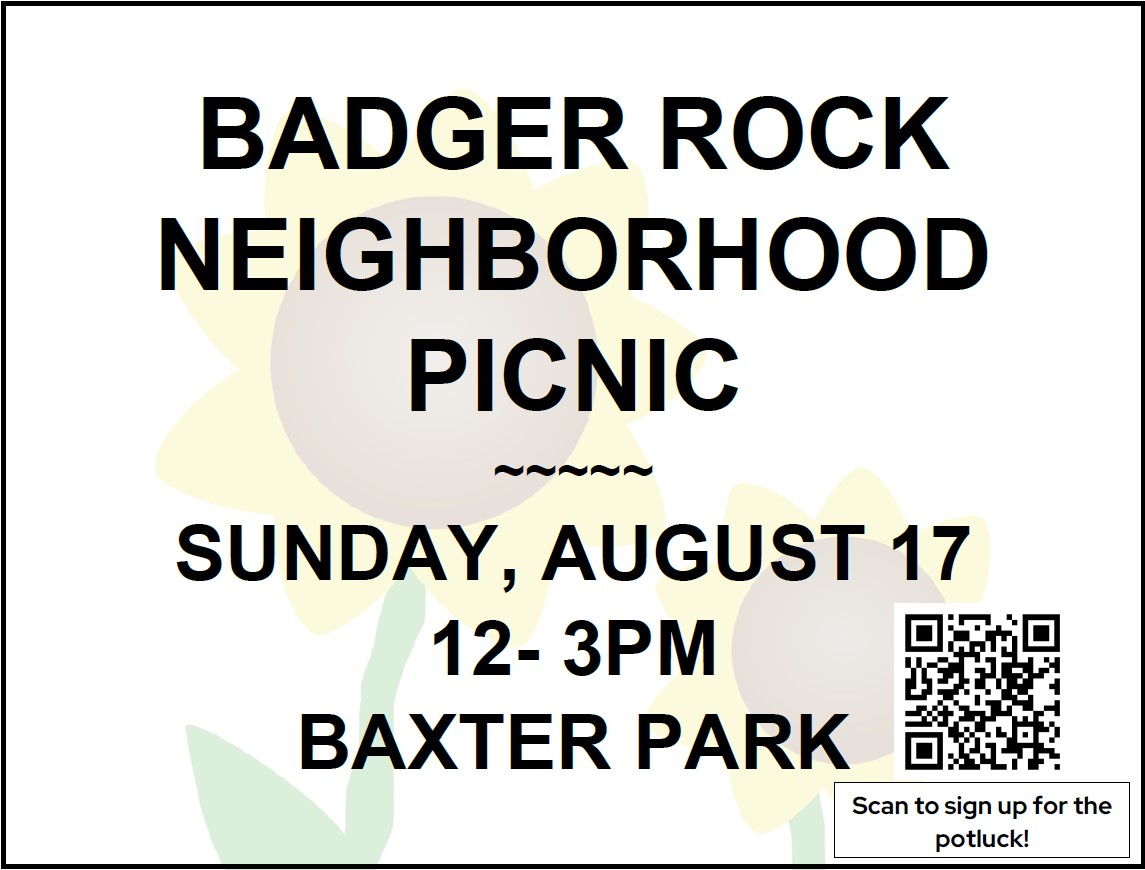 BADGER ROCK
NEIGHBORHOOD
PICNIC
~~~~~
SUNDAY, AUGUST 17
12- 3PM
BAXTER PARK
Scan to sign up for the
potluck!